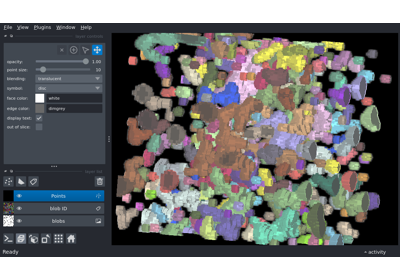 File View Plugins Window Help
opacity: 1.00
point size: 10
blending: translucent
symbol: disc
face color: white
edge color: dimgrey
display text:
out of slice:
Points
blob ID
blobs
Ready
activity